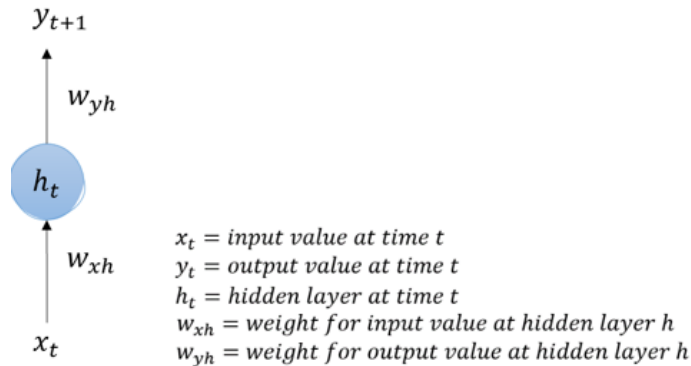 y_{t+1}
w_{yh}
h_t
w_{xh}
x_t
x_t = input value at time t
y_t = output value at time t
h_t = hidden layer at time t
w_{xh} = weight for input value at hidden layer h
w_{yh} = weight for output value at hidden layer h